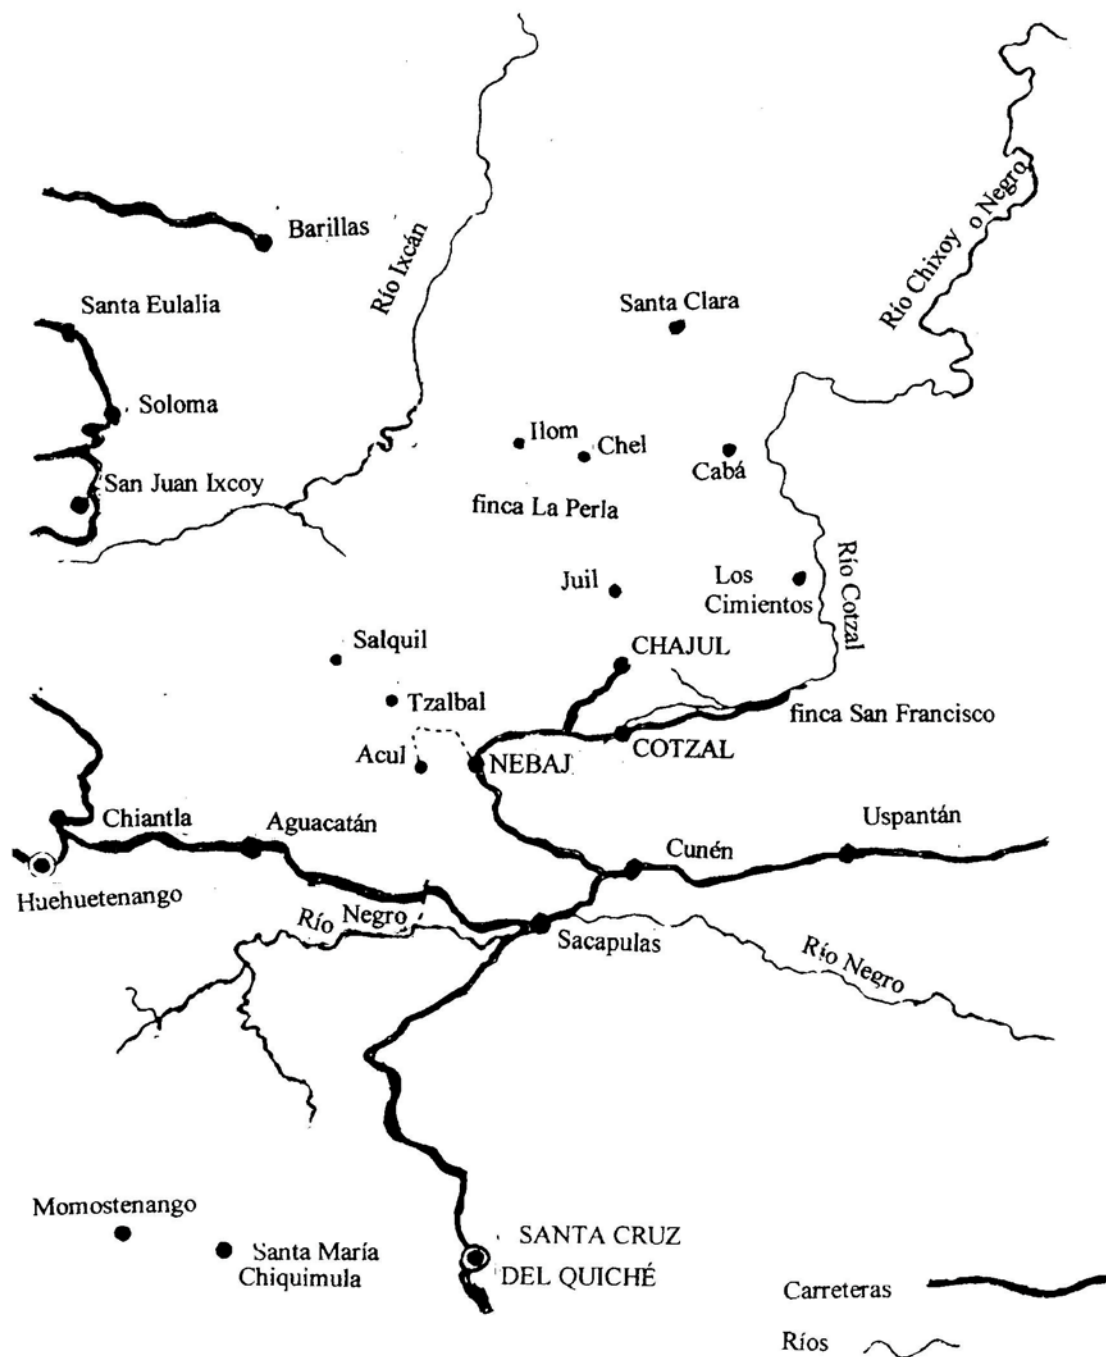 Barillas
Río Ixcán
Río Chixoy o Negro
Santa Eulalia
Santa Clara
Soloma
Ilom
Chel
Cabá
San Juan Ixcoy
finca La Perla
Río Cotzal
Juil
Los
Cimientos
Salquil
CHAJUL
Tzalbal
finca San Francisco
Acul
NEBAJ
COTZAL
Chiantla
Aguacatán
Uspantán
Cunén
Huehuetenango
Río Negro
Sacapulas
Río Negro
Momostenango
Santa María
Chiquimula
SANTA CRUZ
DEL QUICHÉ
Carreteras
Ríos